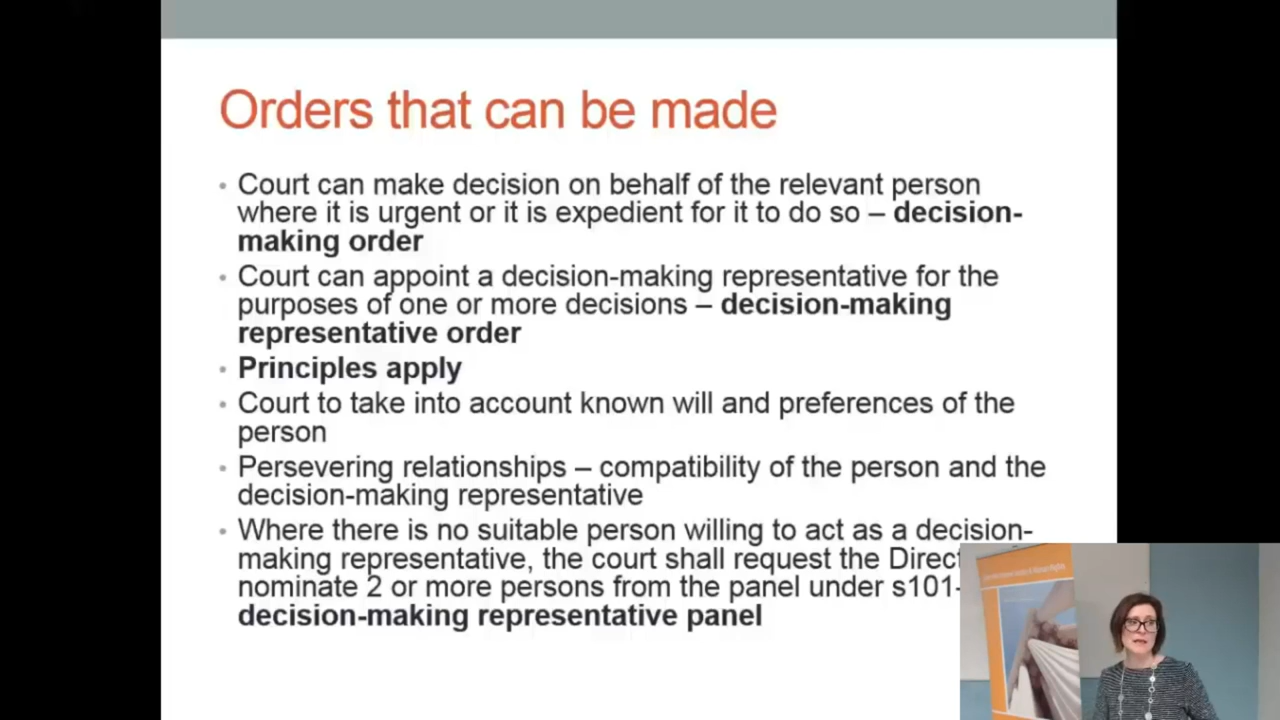 Orders that can be made
• Court can make decision on behalf of the relevant person
where it is urgent or it is expedient for it to do so – decision-
making order
• Court can appoint a decision-making representative for the
purposes of one or more decisions – decision-making
representative order
• Principles apply
• Court to take into account known will and preferences of the
person
• Persevering relationships – compatibility of the person and the
decision-making representative
• Where there is no suitable person willing to act as a decision-
making representative, the court shall request the Direct
nominate 2 or more persons from the panel under s101-
decision-making representative panel